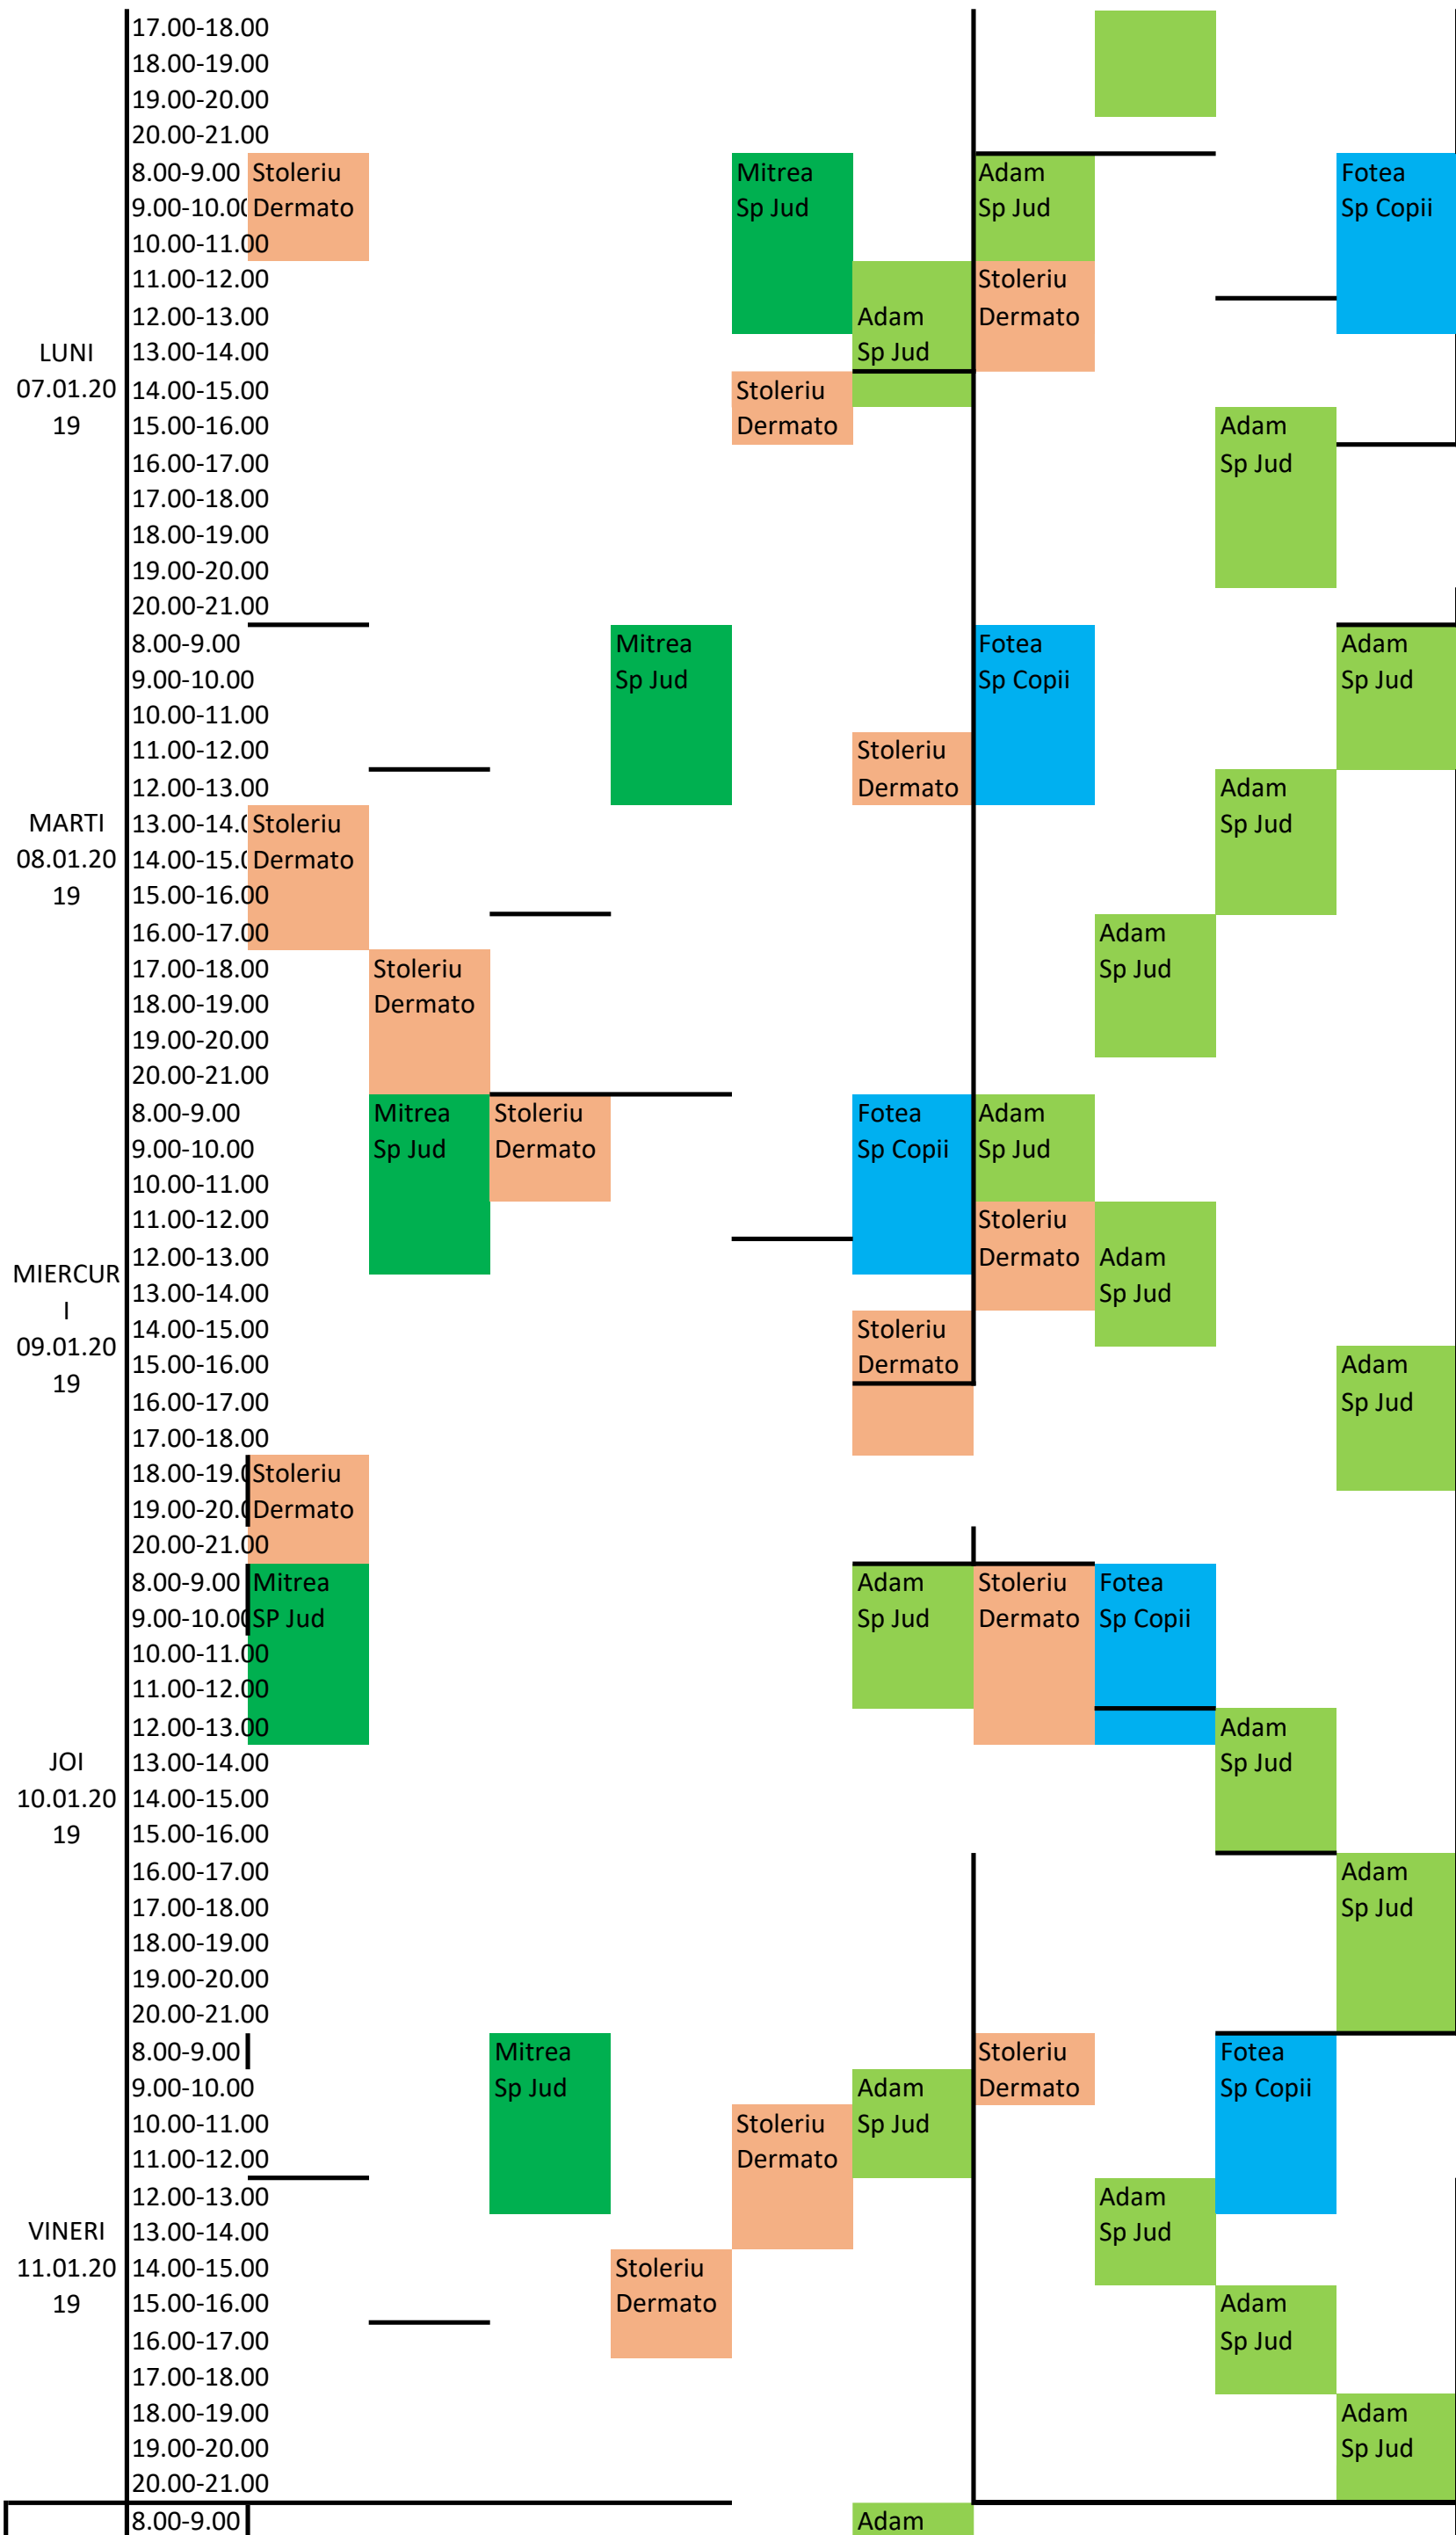 17.00-18.00
18.00-19.00
19.00-20.00
20.00-21.00
8.00-9.00 Stoleriu Mitrea Adam Fotea
9.00-10.00 Dermato Sp Jud Sp Jud Sp Copii
10.00-11.00
11.00-12.00 Stoleriu
12.00-13.00 Adam Dermato
LUNI 13.00-14.00 Sp Jud
07.01.20 14.00-15.00 Stoleriu
19 15.00-16.00 Dermato Adam
16.00-17.00 Sp Jud
17.00-18.00
18.00-19.00
19.00-20.00
20.00-21.00
8.00-9.00 Mitrea Fotea Adam
9.00-10.00 Sp Jud Sp Copii Sp Jud
10.00-11.00
11.00-12.00 Stoleriu
12.00-13.00 Dermato Adam
MARTI 13.00-14.0 Stoleriu Sp Jud
08.01.20 14.00-15.0 Dermato
19 15.00-16.00
16.00-17.00 Adam
17.00-18.00 Stoleriu Sp Jud
18.00-19.00 Dermato
19.00-20.00
20.00-21.00
8.00-9.00 Mitrea Stoleriu Fotea Adam
9.00-10.00 Sp Jud Dermato Sp Copii Sp Jud
10.00-11.00
11.00-12.00 Stoleriu
12.00-13.00 Dermato Adam
MIERCUR 13.00-14.00 Sp Jud
I 14.00-15.00 Stoleriu
09.01.20 15.00-16.00 Dermato Adam
19 16.00-17.00 Sp Jud
17.00-18.00
18.00-19.0 Stoleriu
19.00-20.0 Dermato
20.00-21.00
8.00-9.00 Mitrea Adam Stoleriu Fotea
9.00-10.00 SP Jud Sp Jud Dermato Sp Copii
10.00-11.00
11.00-12.00
12.00-13.00 Adam
JOI 13.00-14.00 Sp Jud
10.01.20 14.00-15.00
19 15.00-16.00
16.00-17.00 Adam
17.00-18.00 Sp Jud
18.00-19.00
19.00-20.00
20.00-21.00
8.00-9.00 Mitrea Stoleriu Fotea
9.00-10.00 Sp Jud Adam Dermato Sp Copii
10.00-11.00 Stoleriu Sp Jud
11.00-12.00 Dermato
12.00-13.00 Adam
VINERI 13.00-14.00 Sp Jud
11.01.20 14.00-15.00 Stoleriu
19 15.00-16.00 Dermato Adam
16.00-17.00 Sp Jud
17.00-18.00
18.00-19.00 Adam
19.00-20.00 Sp Jud
20.00-21.00
8.00-9.00 Adam